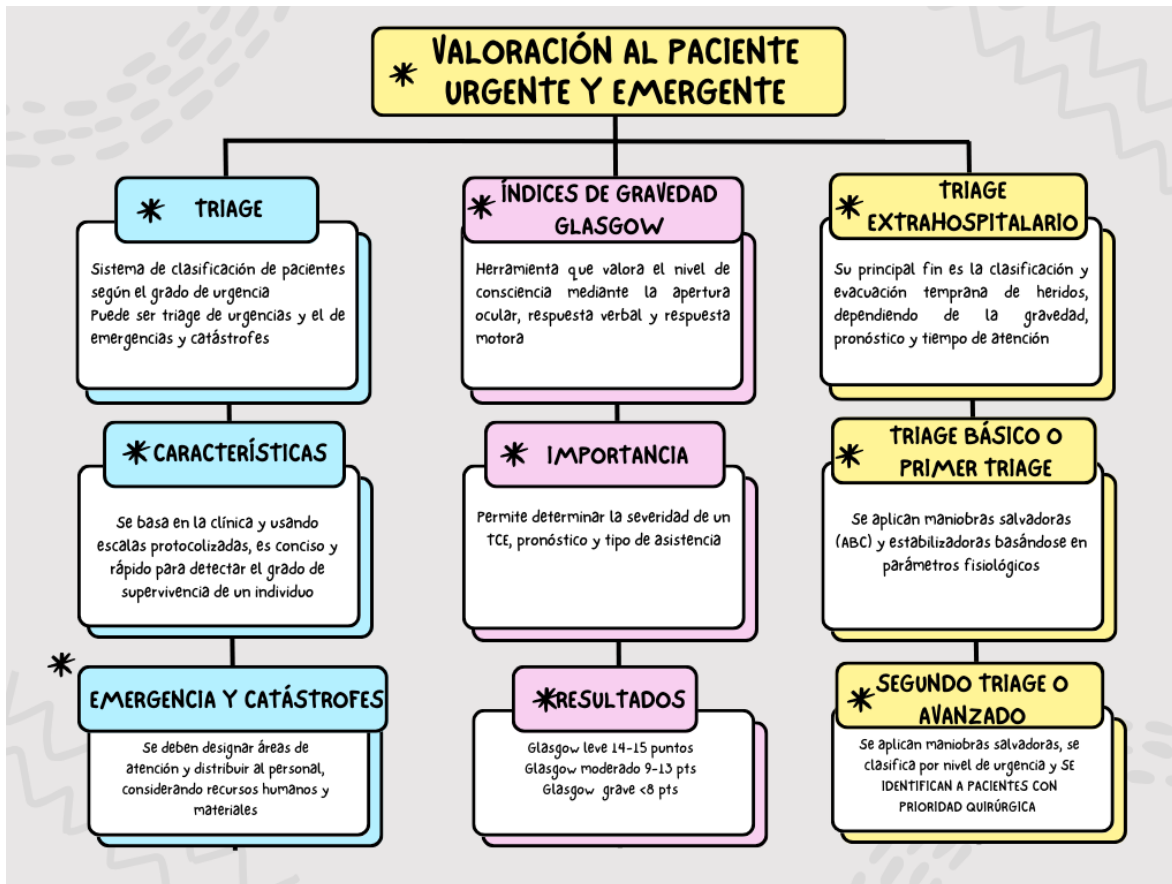 VALORACIÓN AL PACIENTE
URGENTE Y EMERGENTE
TRIAGE
Sistema de clasificación de pacientes
según el grado de urgencia
Puede ser triage de urgencias y el de
emergencias y catástrofes
CARACTERÍSTICAS
Se basa en la clínica y usando
escalas protocolizadas, es conciso y
rápido para detectar el grado de
supervivencia de un individuo
EMERGENCIA Y CATÁSTROFES
Se deben designar áreas de
atención y distribuir al personal,
considerando recursos humanos y
materiales
ÍNDICES DE GRAVEDAD
GLASGOW
Herramienta que valora el nivel de
consciencia mediante la apertura
ocular, respuesta verbal y respuesta
motora
IMPORTANCIA
Permite determinar la severidad de un
TCE, pronóstico y tipo de asistencia
RESULTADOS
Glasgow leve 14-15 puntos
Glasgow moderado 9-13 pts
Glasgow grave <8 pts
TRIAGE
EXTRAHOSPITALARIO
Su principal fin es la clasificación y
evacuación temprana de heridos,
dependiendo de la gravedad,
pronóstico y tiempo de atención
TRIAGE BÁSICO O
PRIMER TRIAGE
Se aplican maniobras salvadoras
(ABC) y estabilizadoras basándose en
parámetros fisiológicos
SEGUNDO TRIAGE O
AVANZADO
Se aplican maniobras salvadoras, se
clasifica por nivel de urgencia y SE
IDENTIFICAN A PACIENTES CON
PRIORIDAD QUIRÚRGICA